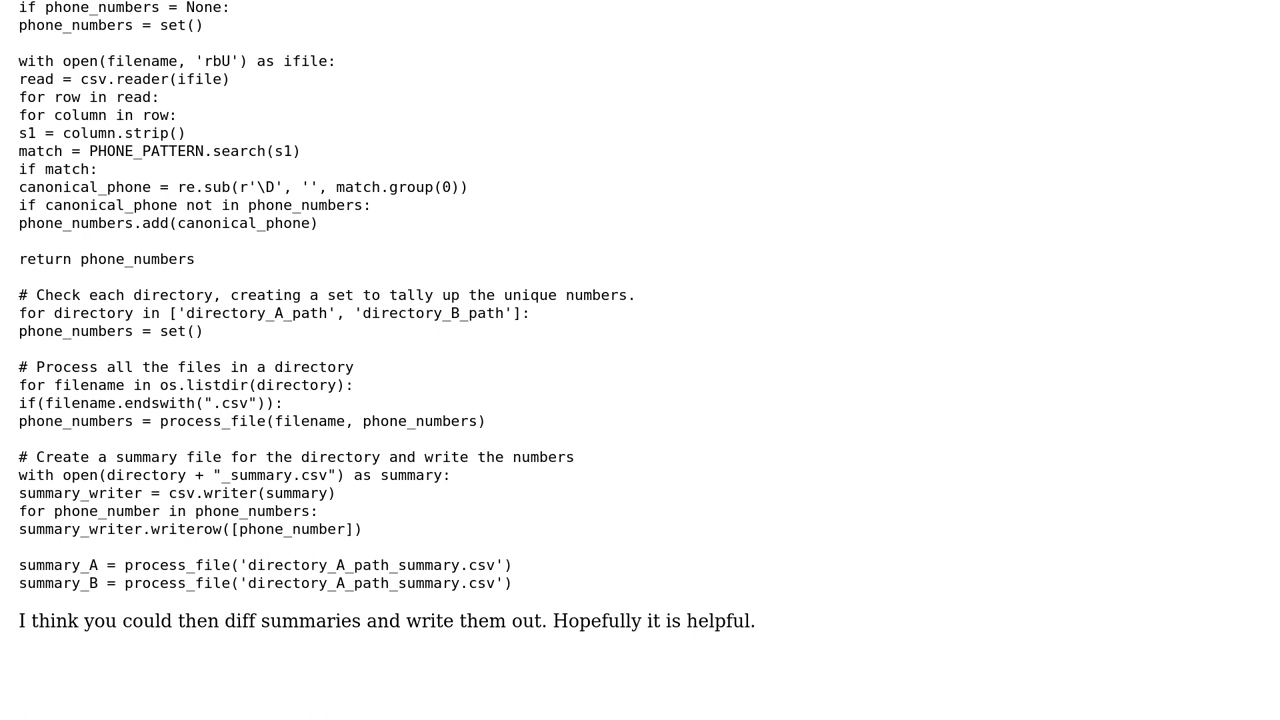 if phone_numbers = None:
phone_numbers = set()
with open(filename, 'rbU') as ifile:
read = csv.reader(ifile)
for row in read:
for column in row:
s1 = column.strip()
match = PHONE_PATTERN.search(s1)
if match:
canonical_phone = re.sub(r'\D', '', match.group(0))
if canonical_phone not in phone_numbers:
phone_numbers.add(canonical_phone)
return phone_numbers
# Check each directory, creating a set to tally up the unique numbers.
for directory in ['directory_A_path', 'directory_B_path']:
phone_numbers = set()
# Process all the files in a directory
for filename in os.listdir(directory):
if(filename.endswith(".csv")):
phone_numbers = process_file(filename, phone_numbers)
# Create a summary file for the directory and write the numbers
with open(directory + "_summary.csv") as summary:
summary_writer = csv.writer(summary)
for phone_number in phone_numbers:
summary_writer.writerow([phone_number])
summary_A = process_file('directory_A_path_summary.csv')
summary_B = process_file('directory_A_path_summary.csv')
I think you could then diff summaries and write them out. Hopefully it is helpful.